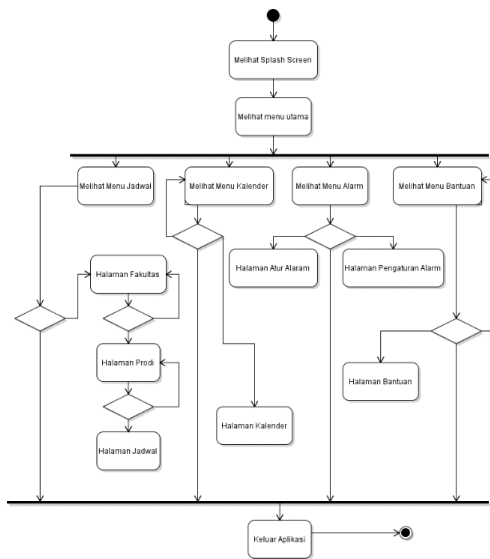 Melihat Splash Screen
Melihat menu utama
Melihat Menu Jadwal
Melihat Menu Kalender
Melihat Menu Alarm
Melihat Menu Bantuan
Halaman Fakultas
Halaman Atur Alaram
Halaman Pengaturan Alarm
Halaman Prodi
Halaman Bantuan
Halaman Kalender
Halaman Jadwal
Keluar Aplikasi